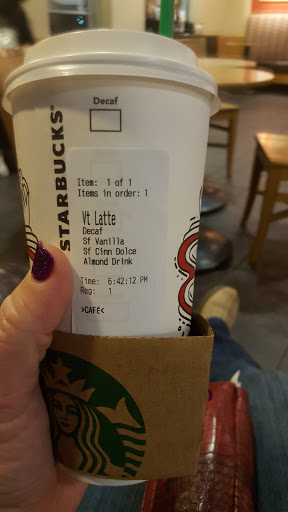 Decaf
STARBUCKS®
Item: 1 of 1
Items in order: 1
Vt Latte
Decaf
Sf Vanilla
Sf Cinn Dolce
Almond Drink
Time: 6:42:12 PM
Reg: 1
>CAFÉ<